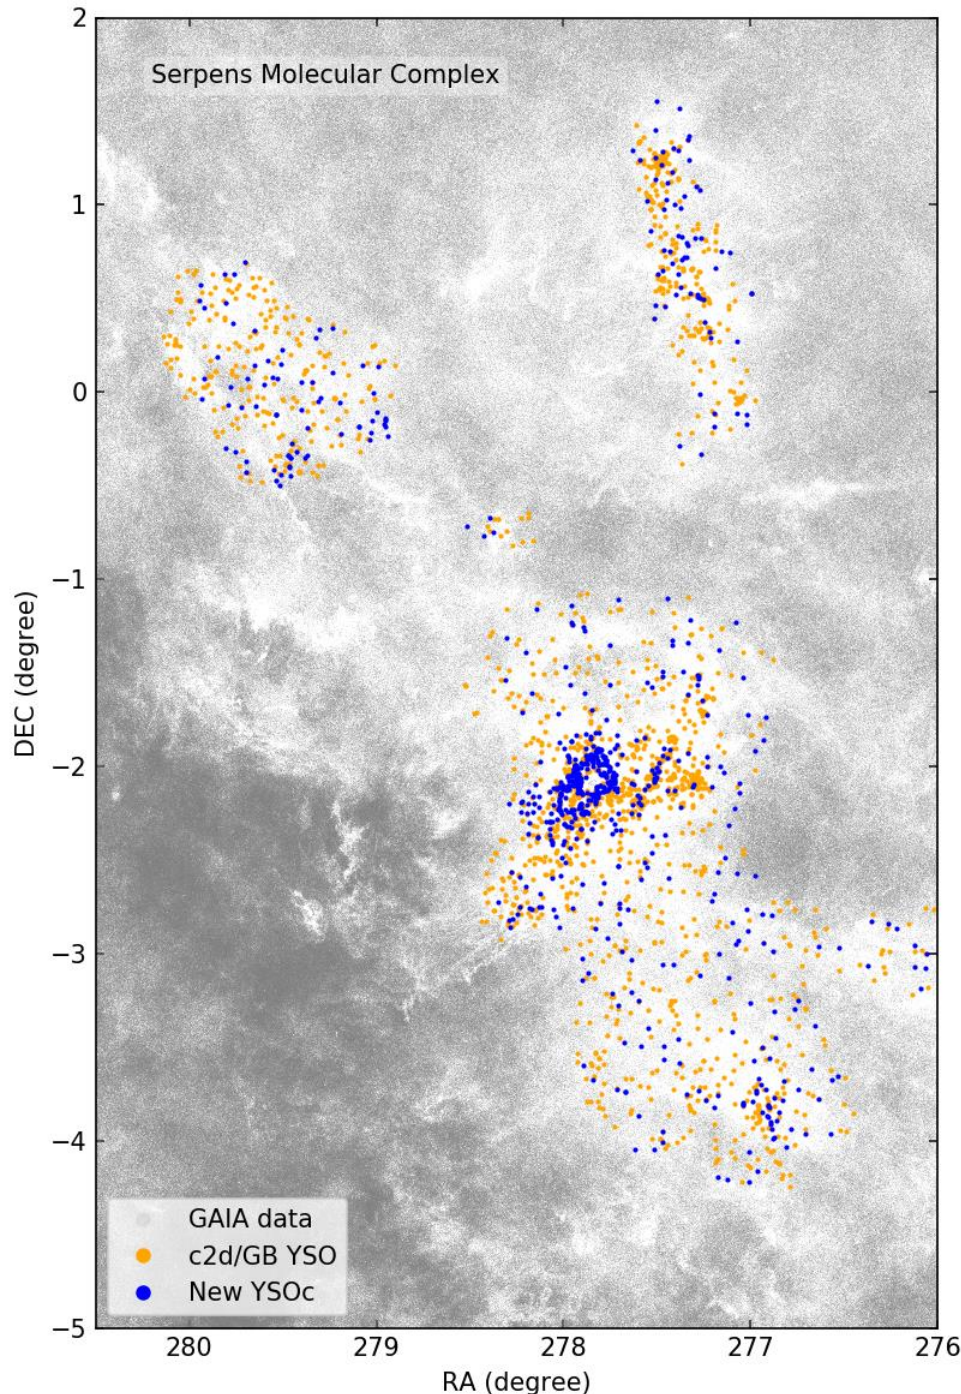 2
Serpens Molecular Complex
1
0
−1
DEC (degree)
−2
−3
−4
GAIA data
c2d/GB YSO
New YSOc
−5
280 279 278 277 276
RA (degree)